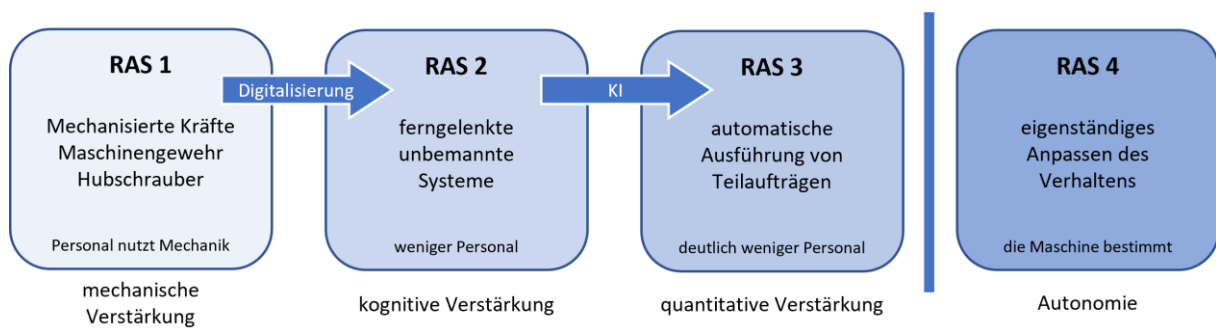 RAS 1
Mechanisierte Kräfte
Maschinengewehr
Hubschrauber
Personal nutzt Mechanik
mechanische
Verstärkung
Digitalisierung
RAS 2
ferngelenkte
unbemannte
Systeme
weniger Personal
kognitive Verstärkung
KI
RAS 3
automatische
Ausführung von
Teilaufträgen
deutlich weniger Personal
quantitative Verstärkung
RAS 4
eigenständiges
Anpassen des
Verhaltens
die Maschine bestimmt
Autonomie